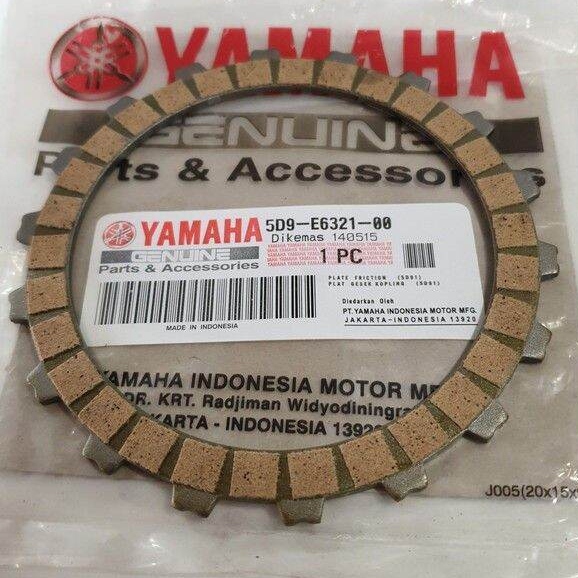 YAMAHA
GENUINE
Parts & Accessories
YAMAHA 5D9-E6321-00
Dikemas 140515
GENUINE
Parts & Accessories
1 PC
PLATE FRICTION (5D91)
PLAT GESEK KOPLING (5D91)
Diedarkan Oleh
PT.YAMAHA INDONESIA MOTOR MFG.
JAKARTA-INDONESIA 13920
MADE IN INDONESIA
YAMAHA INDONESIA MOTOR
DR. KRT. Radjiman
JAKARTA - INDONESIA 13920